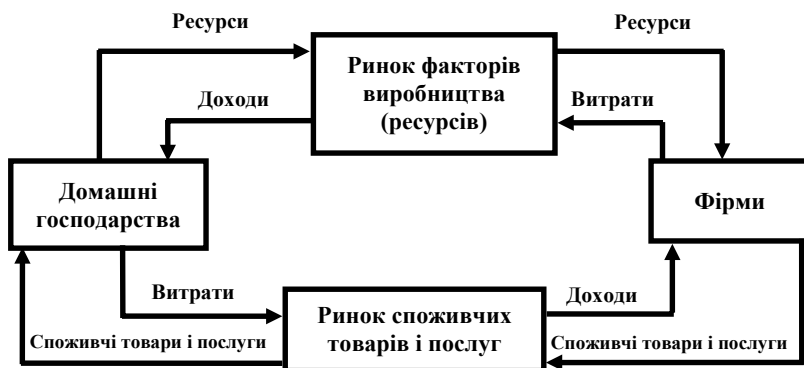 Ресурси
Ресурси
Ринок факторів
виробництва
(ресурсів)
Доходи
Витрати
Домашні
господарства
Фірми
Витрати
Доходи
Ринок споживчих
товарів і послуг
Споживчі товари і послуги
Споживчі товари і послуги